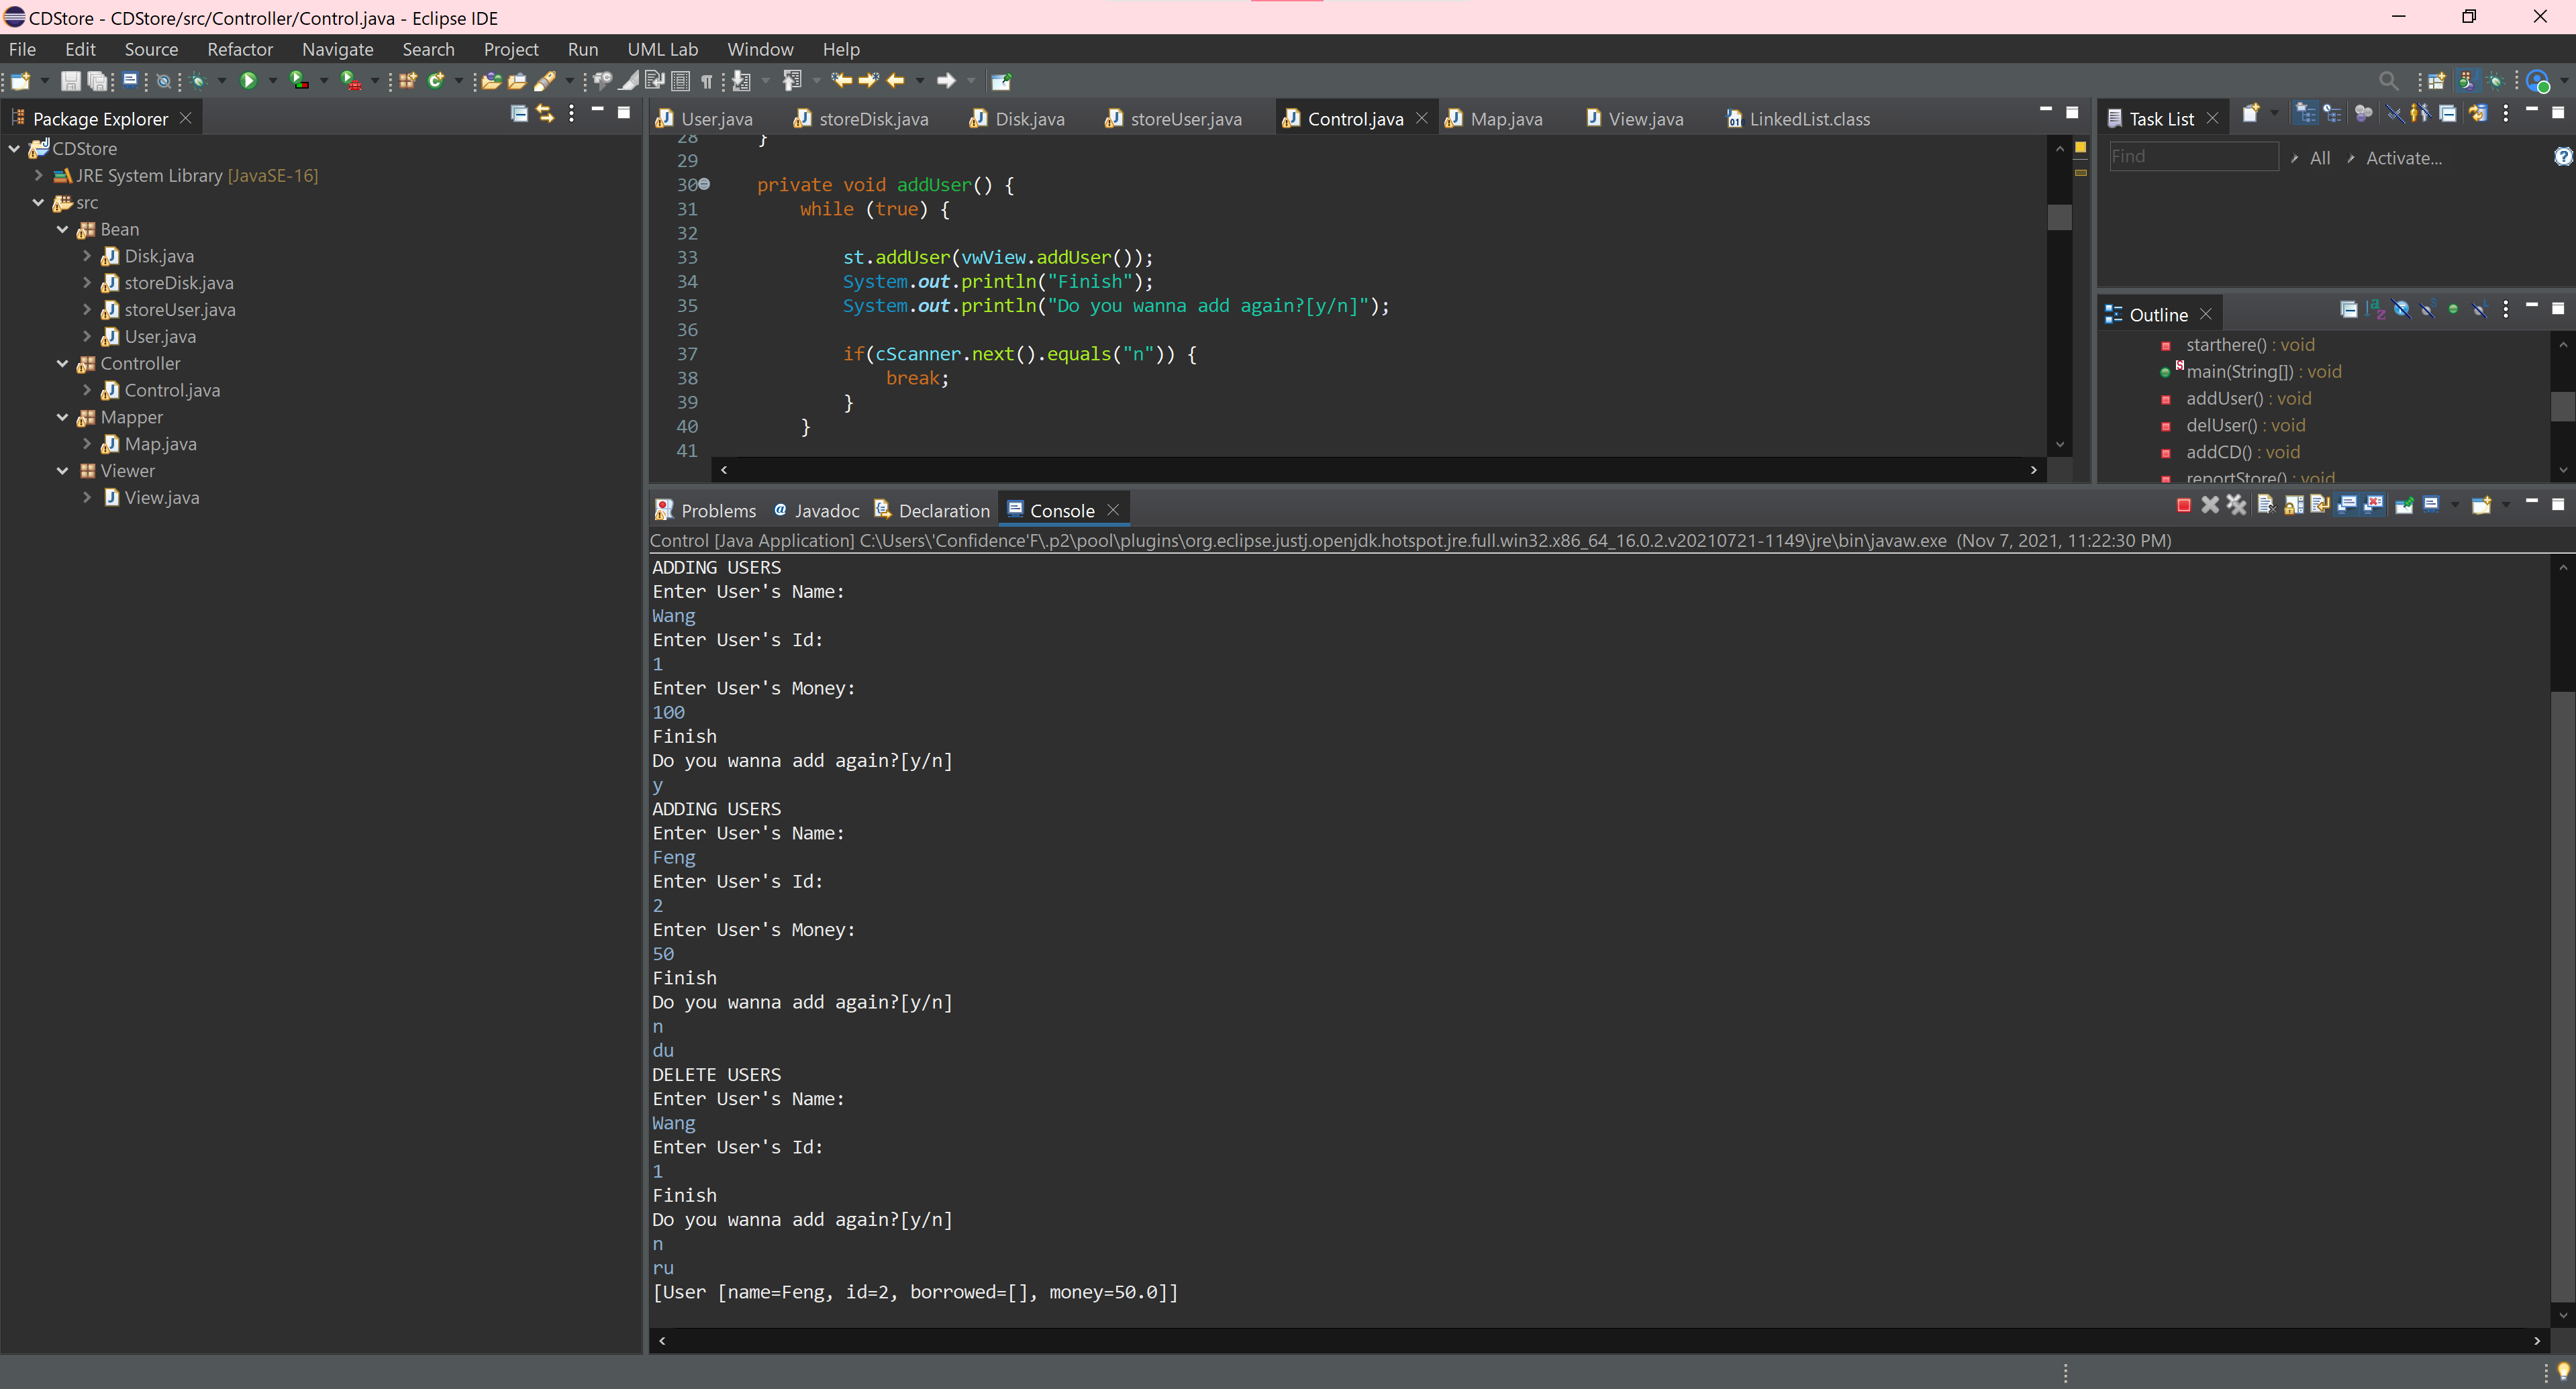 CDStore - CDStore/src/Controller/Control.java - Eclipse IDE
File Edit Source Refactor Navigate Search Project Run UML Lab Window Help
Package Explorer
CDStore
JRE System Library [JavaSE-16]
src
Bean
Disk.java
storeDisk.java
storeUser.java
User.java
Controller
Control.java
Mapper
Map.java
Viewer
View.java
User.java storeDisk.java Disk.java storeUser.java Control.java Map.java View.java LinkedList.class
28 }
29
30 private void addUser() {
31 while (true) {
32
33 st.addUser(vwView.addUser());
34 System.out.println("Finish");
35 System.out.println("Do you wanna add again?[y/n]");
36
37 if(cScanner.next().equals("n")) {
38 break;
39 }
40 }
41
Task List
Find All Activate...
Outline
starthere() : void
main(String[]) : void
addUser() : void
delUser() : void
addCD() : void
reportStore() : void
Problems Javadoc Declaration Console
Control [Java Application] C:\Users\'Confidence'F\.p2\pool\plugins\org.eclipse.justj.openjdk.hotspot.jre.full.win32.x86_64_16.0.2.v20210721-1149\jre\bin\javaw.exe (Nov 7, 2021, 11:22:30 PM)
ADDING USERS
Enter User's Name:
Wang
Enter User's Id:
1
Enter User's Money:
100
Finish
Do you wanna add again?[y/n]
y
ADDING USERS
Enter User's Name:
Feng
Enter User's Id:
2
Enter User's Money:
50
Finish
Do you wanna add again?[y/n]
n
du
DELETE USERS
Enter User's Name:
Wang
Enter User's Id:
1
Finish
Do you wanna add again?[y/n]
n
ru
[User [name=Feng, id=2, borrowed=[], money=50.0]]